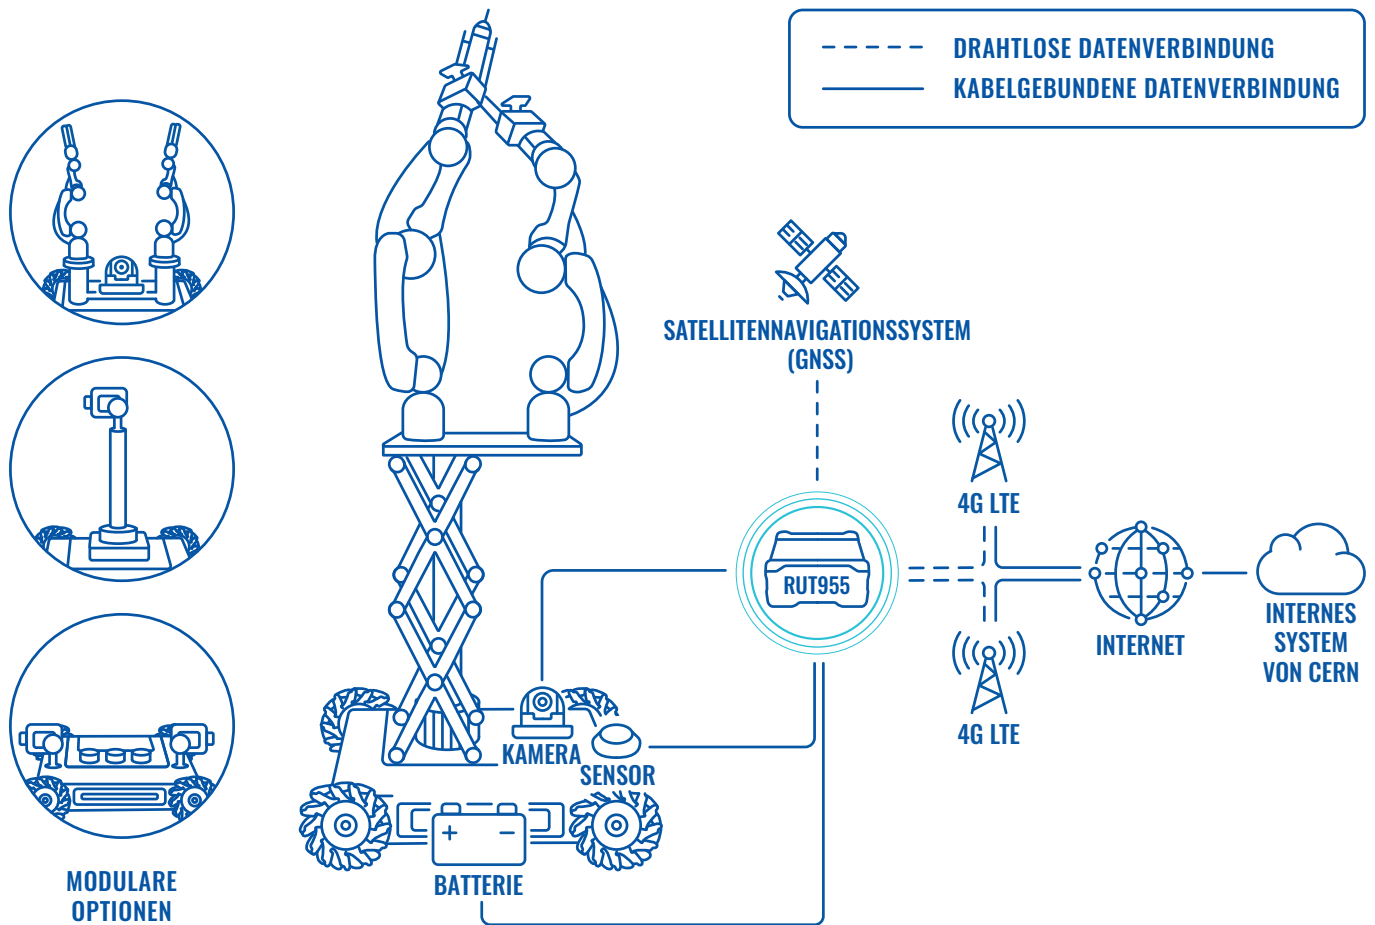 DRAHTLOSE DATENVERBINDUNG
KABELGEBUNDENE DATENVERBINDUNG
SATELLITENNAVIGATIONSSYSTEM
(GNSS)
4G LTE
RUT955
INTERNET
INTERNES
SYSTEM
VON CERN
4G LTE
KAMERA
SENSOR
+ −
BATTERIE
MODULARE
OPTIONEN